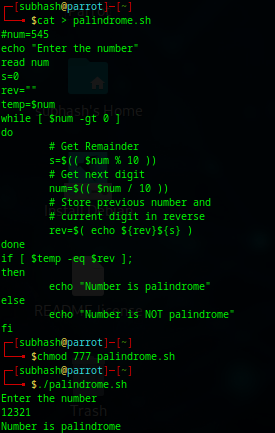 ┌─[subhash@parrot]─[~]
└──╼ $cat > palindrome.sh
#num=545
echo "Enter the number"
read num
s=0
rev=""
temp=$num
while [ $num -gt 0 ]
do
        # Get Remainder
        s=$(( $num % 10 ))
        # Get next digit
        num=$(( $num / 10 ))
        # Store previous number and
        # current digit in reverse
        rev=$( echo ${rev}${s} )
done
if [ $temp -eq $rev ];
then
        echo "Number is palindrome"
else
        echo "Number is NOT palindrome"
fi
┌─[subhash@parrot]─[~]
└──╼ $chmod 777 palindrome.sh
┌─[subhash@parrot]─[~]
└──╼ $./palindrome.sh
Enter the number
12321
Number is palindrome
subhash's Home
Trash